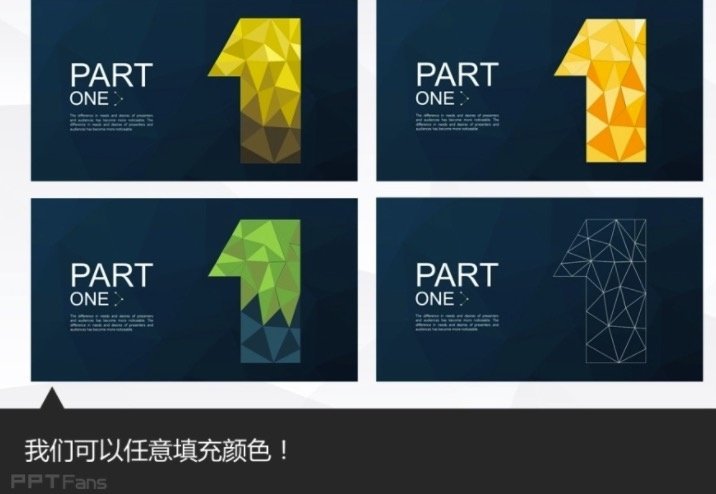 PART
ONE
The difference in needs and desires of presenters
and audiences has become more noticeable. The
difference in needs and desires of presenters and
audiences has become more noticeable.
PART
ONE
The difference in needs and desires of presenters
and audiences has become more noticeable. The
difference in needs and desires of presenters and
audiences has become more noticeable
PART
ONE
The difference in needs and desires of presenters
and audiences has become more noticeable. The
difference in needs and desires of presenters and
audiences has become more noticeable.
PART
ONE
The difference in needs and desires of presenters
and audiences has become more noticeable. The
difference in needs and desires of presenters and
audiences has become more noticeable
1
1
1
1
我们可以任意填充颜色！
PPTFans